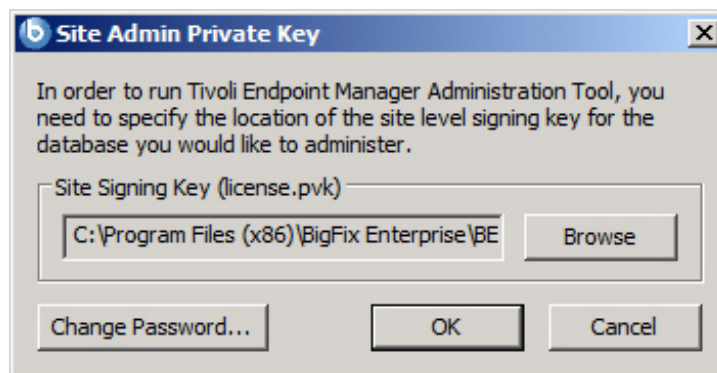 Site Admin Private Key
In order to run Tivoli Endpoint Manager Administration Tool, you
need to specify the location of the site level signing key for the
database you would like to administer.
Site Signing Key (license.pvk)
C:\Program Files (x86)\BigFix Enterprise\BE
Browse
Change Password...
OK
Cancel